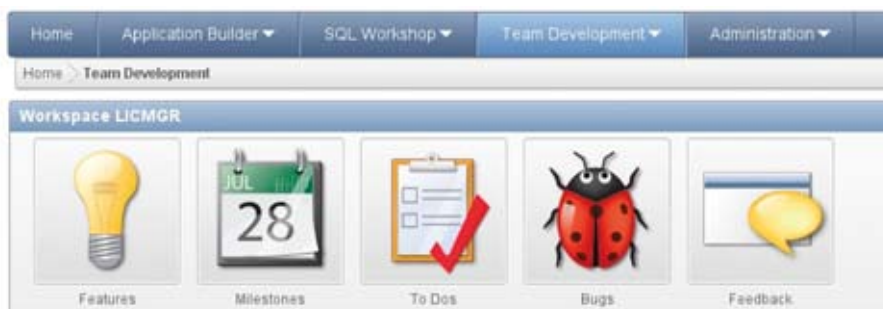 Home Application Builder SQL Workshop Team Development Administration
Home Team Development
Workspace LICMGR
JUL
28
Features Milestones To Dos Bugs Feedback